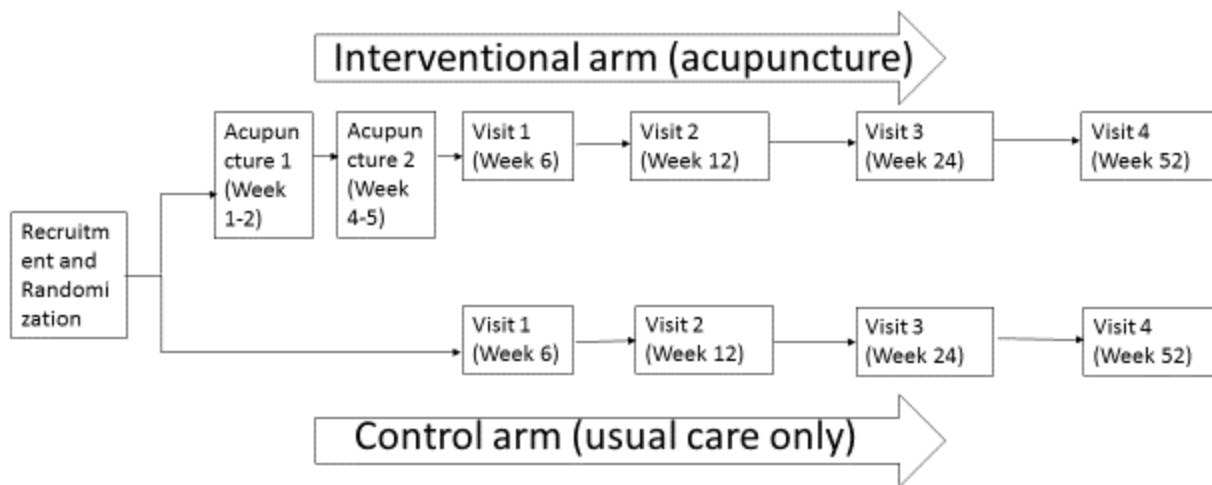 Interventional arm (acupuncture)
Acupun
cture 1
(Week
1-2)
Acupun
cture 2
(Week
4-5)
Visit 1
(Week 6)
Visit 2
(Week 12)
Visit 3
(Week 24)
Visit 4
(Week 52)
Recruitm
ent and
Randomi
zation
Visit 1
(Week 6)
Visit 2
(Week 12)
Visit 3
(Week 24)
Visit 4
(Week 52)
Control arm (usual care only)